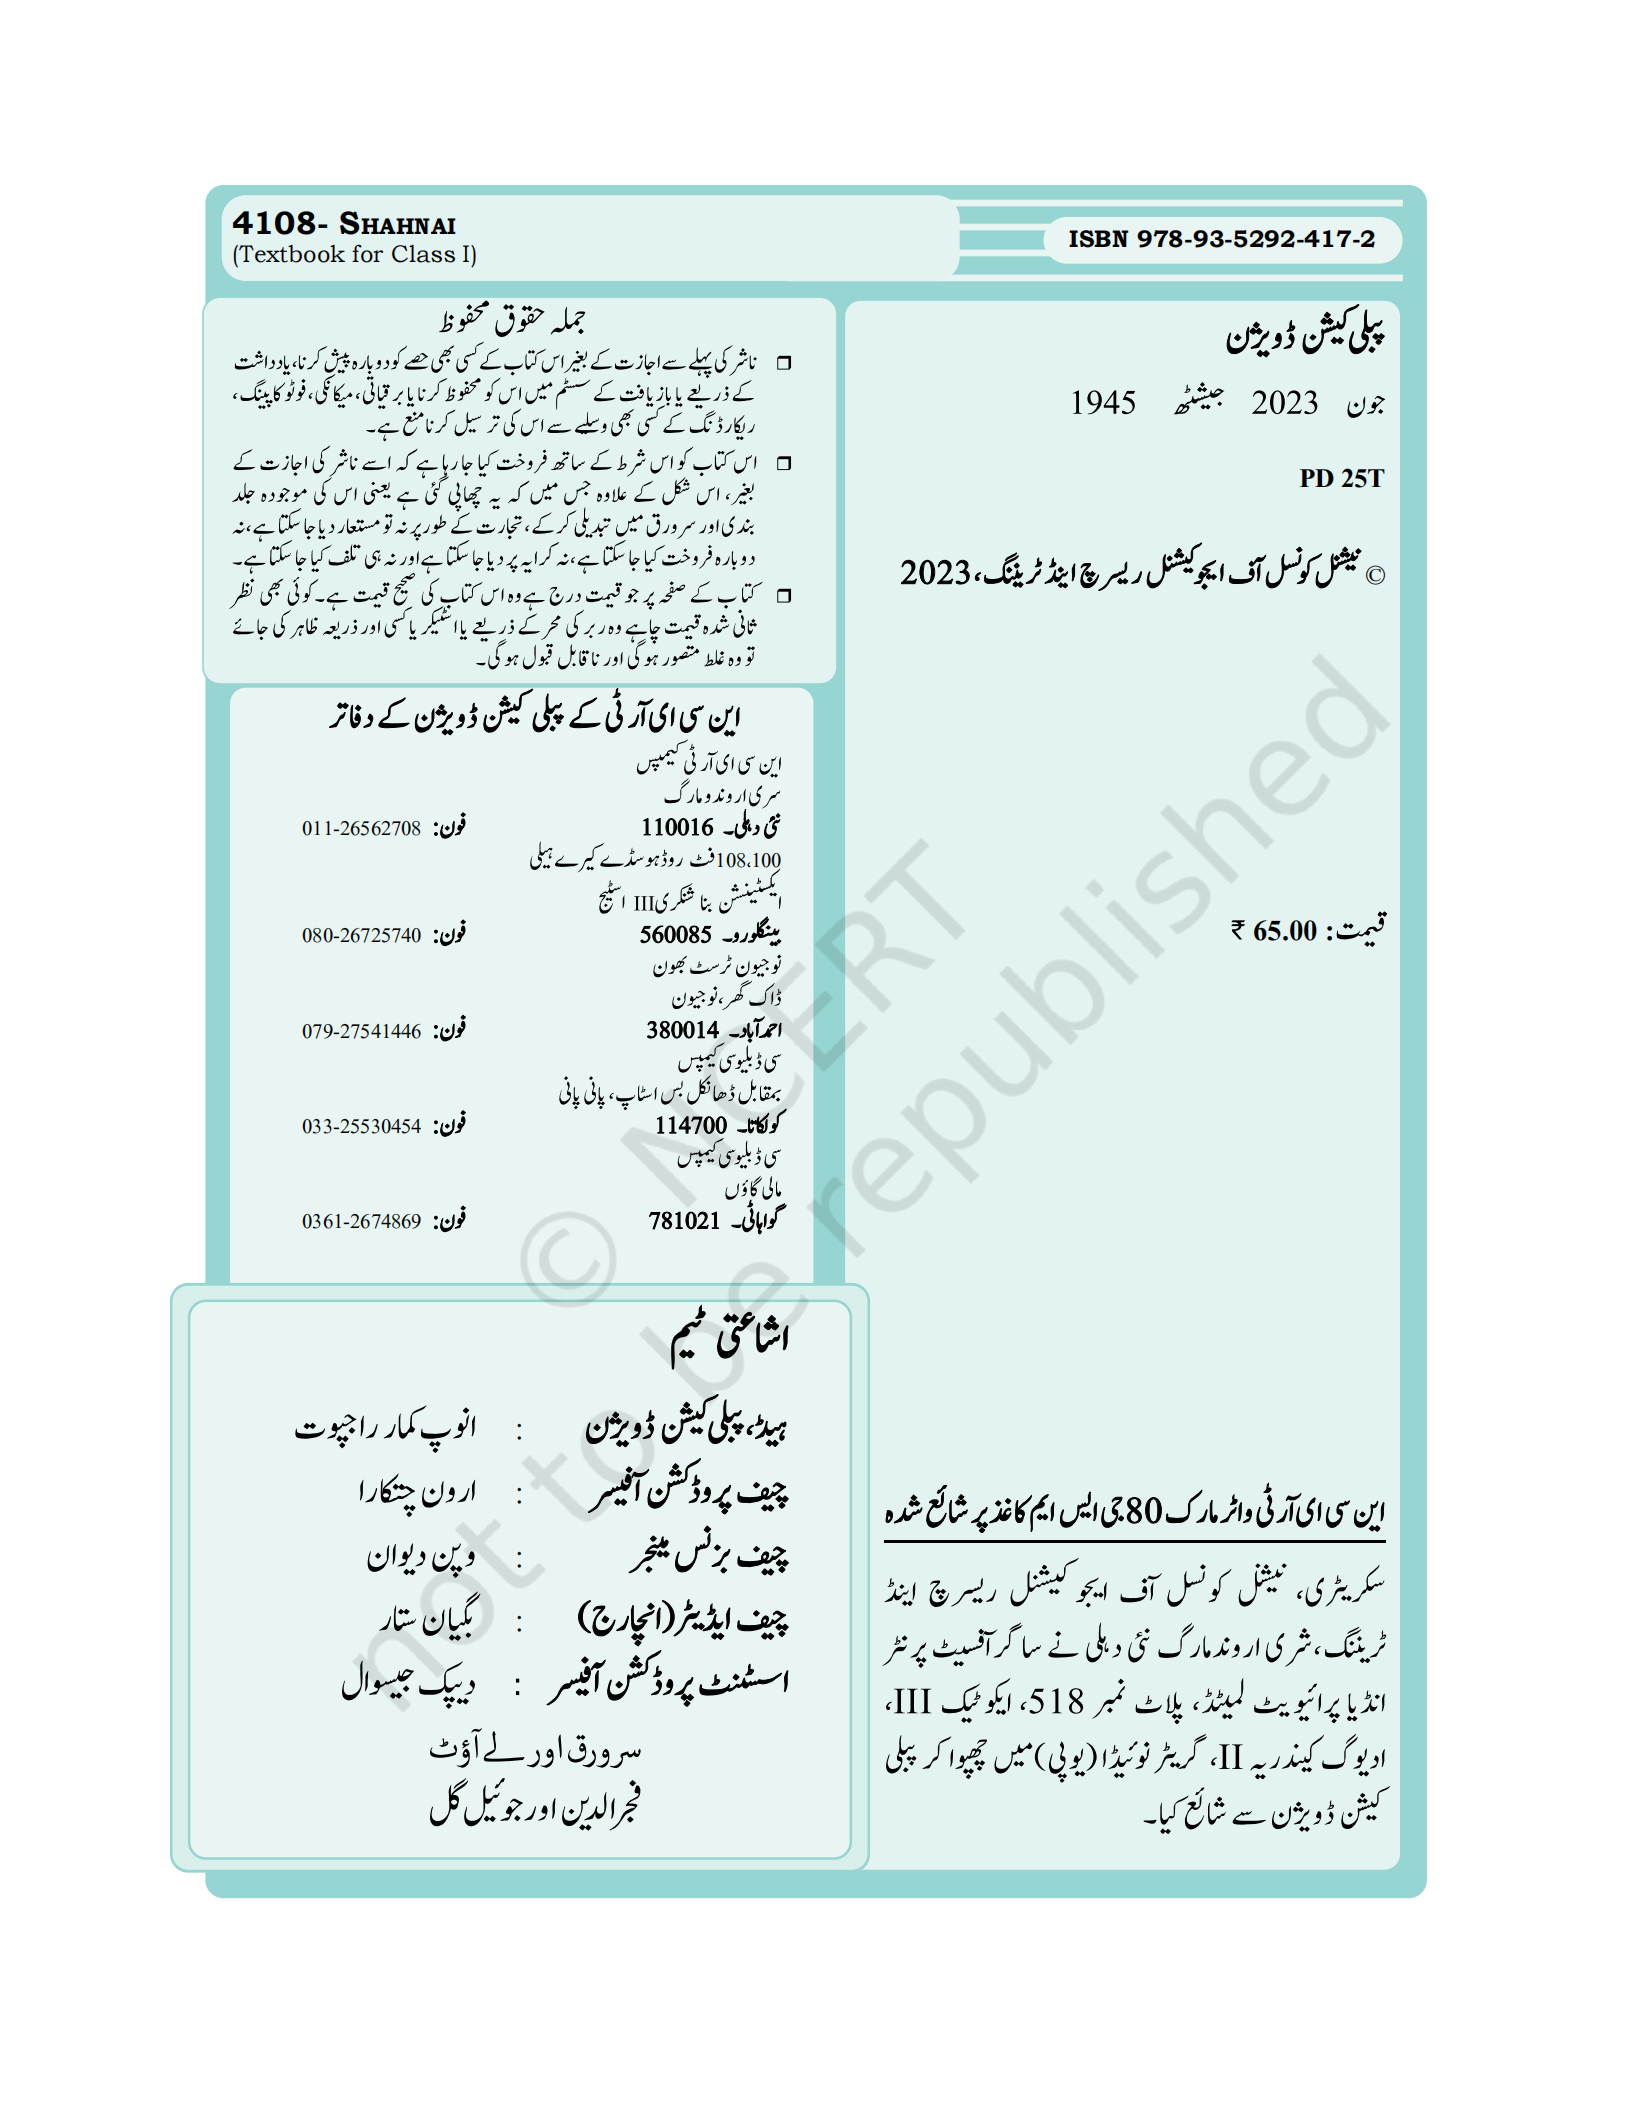 4108- SHAHNAI
(Textbook for Class I)
ISBN 978-93-5292-417-2
پبلی کیشن ڈویژن
جون 2023 جیشٹھ 1945
PD 25T
© نیشنل کونسل آف ایجوکیشنل ریسرچ اینڈ ٹریننگ، 2023
قیمت: 65.00 ₹
این سی ای آر ٹی واٹر مارک 80 جی ایس ایم کاغذ پر شائع شدہ
سکریٹری، نیشنل کونسل آف ایجوکیشنل ریسرچ اینڈ
ٹریننگ، شری اروند مارگ نئی دہلی نے ساگر آفسیٹ پرنٹر
انڈیا پرائیویٹ لمیٹڈ، پلاٹ نمبر 518، ایکو ٹیک III،
ادیوگ کیندریہ II، گریٹر نوئیڈا (یوپی) میں چھپوا کر پبلی
کیشن ڈویژن سے شائع کیا۔
جملہ حقوق محفوظ
❒ ناشر کی پہلے سے اجازت کے بغیر اس کتاب کے کسی بھی حصے کو دوبارہ پیش کرنا، یادداشت
کے ذریعے یا بازیافت کے سسٹم میں اس کو محفوظ کرنا یا برقیاتی، میکانکی، فوٹو کاپینگ،
ریکارڈنگ کے کسی بھی وسیلے سے اس کی ترسیل کرنا منع ہے۔
❒ اس کتاب کو اس شرط کے ساتھ فروخت کیا جا رہا ہے کہ اسے ناشر کی اجازت کے
بغیر، اس شکل کے علاوہ جس میں کہ یہ چھاپی گئی ہے یعنی اس کی موجودہ جلد
بندی اور سرورق میں تبدیلی کر کے، تجارت کے طور پر نہ تو مستعار دیا جا سکتا ہے، نہ
دوبارہ فروخت کیا جا سکتا ہے، نہ کرایہ پر دیا جا سکتا ہے اور نہ ہی تلف کیا جا سکتا ہے۔
❒ کتاب کے صفحہ پر جو قیمت درج ہے وہ اس کتاب کی صحیح قیمت ہے۔ کوئی بھی نظر
ثانی شدہ قیمت چاہے وہ ربر کی مہر کے ذریعے یا اسٹیکر یا کسی اور ذریعہ ظاہر کی جائے
تو وہ غلط متصور ہوگی اور ناقابل قبول ہوگی۔
این سی ای آر ٹی کے پبلی کیشن ڈویژن کے دفاتر
این سی ای آر ٹی کیمپس
سری اروندو مارگ
نئی دہلی۔ 110016 فون: 011-26562708
108،100 فٹ روڈ ہوسڈے کیرے ہیلی
ایکسٹینشن بنا شنکری III اسٹیج
بینگلورو۔ 560085 فون: 080-26725740
نوجیون ٹرسٹ بھون
ڈاک گھر، نوجیون
احمدآباد۔ 380014 فون: 079-27541446
سی ڈبلیو سی کیمپس
بمقابل ڈھانکل بس اسٹاپ، پانی پانی
کولکاتا۔ 114700 فون: 033-25530454
سی ڈبلیو سی کیمپس
مالی گاؤں
گواہاٹی۔ 781021 فون: 0361-2674869
اشاعتی ٹیم
ہیڈ، پبلی کیشن ڈویژن : انوپ کمار راجپوت
چیف پروڈکشن آفیسر : ارون چتکارا
چیف بزنس مینجر : وپن دیوان
چیف ایڈیٹر (انچارج) : بگیان ستار
اسسٹنٹ پروڈکشن آفیسر : دیپک جیسوال
سرورق اور لے آؤٹ
فجرالدین اور جوئیل گل
© NCERT
not to be republished